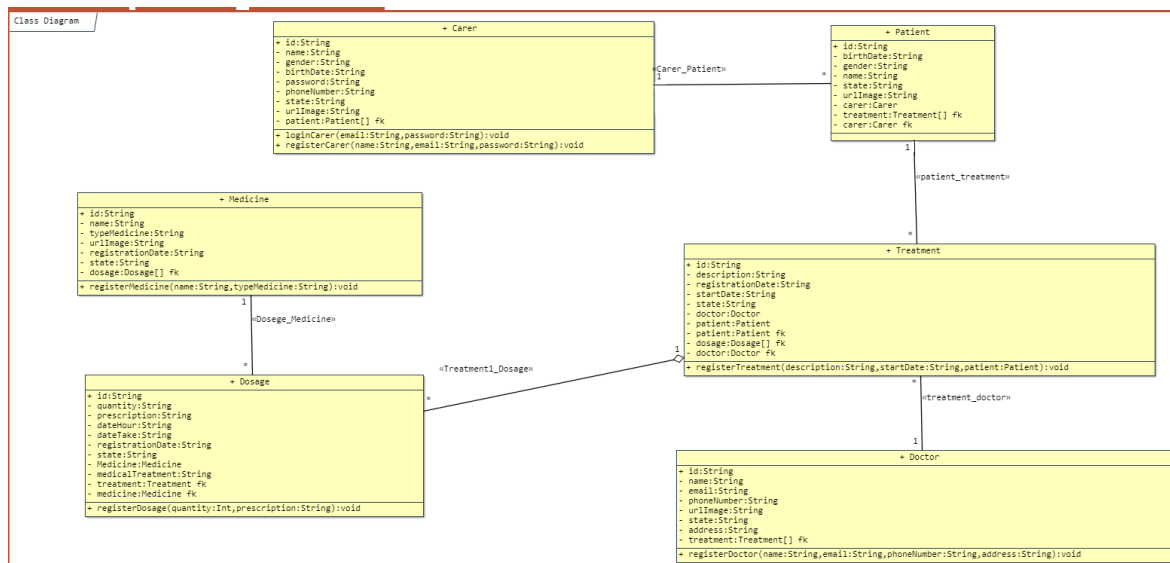 Class Diagram
+ Carer
+ id:String
- name:String
- gender:String
- birthDate:String
- password:String
- phoneNumber:String
- state:String
- urlImage:String
- patient:Patient[] fk
+ loginCarer(email:String,password:String):void
+ registerCarer(name:String,email:String,password:String):void
«Carer_Patient»
1
*
+ Patient
+ id:String
- birthDate:String
- gender:String
- name:String
- state:String
- urlImage:String
- carer:Carer
- treatment:Treatment[] fk
- carer:Carer fk
1
«patient_treatment»
*
+ Medicine
+ id:String
- name:String
- typeMedicine:String
- urlImage:String
- registrationDate:String
- state:String
- dosage:Dosage[] fk
+ registerMedicine(name:String,typeMedicine:String):void
1
«Dosege_Medicine»
*
+ Treatment
+ id:String
- description:String
- registrationDate:String
- startDate:String
- state:String
- doctor:Doctor
- patient:Patient
- patient:Patient fk
- dosage:Dosage[] fk
- doctor:Doctor fk
+ registerTreatment(description:String,startDate:String,patient:Patient):void
1
«Treatment1_Dosage»
*
+ Dosage
+ id:String
- quantity:String
- prescription:String
- dateHour:String
- dateTake:String
- registrationDate:String
- state:String
- Medicine:Medicine
- medicalTreatment:String
- treatment:Treatment fk
- medicine:Medicine fk
+ registerDosage(quantity:Int,prescription:String):void
*
«treatment_doctor»
1
+ Doctor
+ id:String
- name:String
- email:String
- phoneNumber:String
- urlImage:String
- state:String
- address:String
- treatment:Treatment[] fk
+ registerDoctor(name:String,email:String,phoneNumber:String,address:String):void